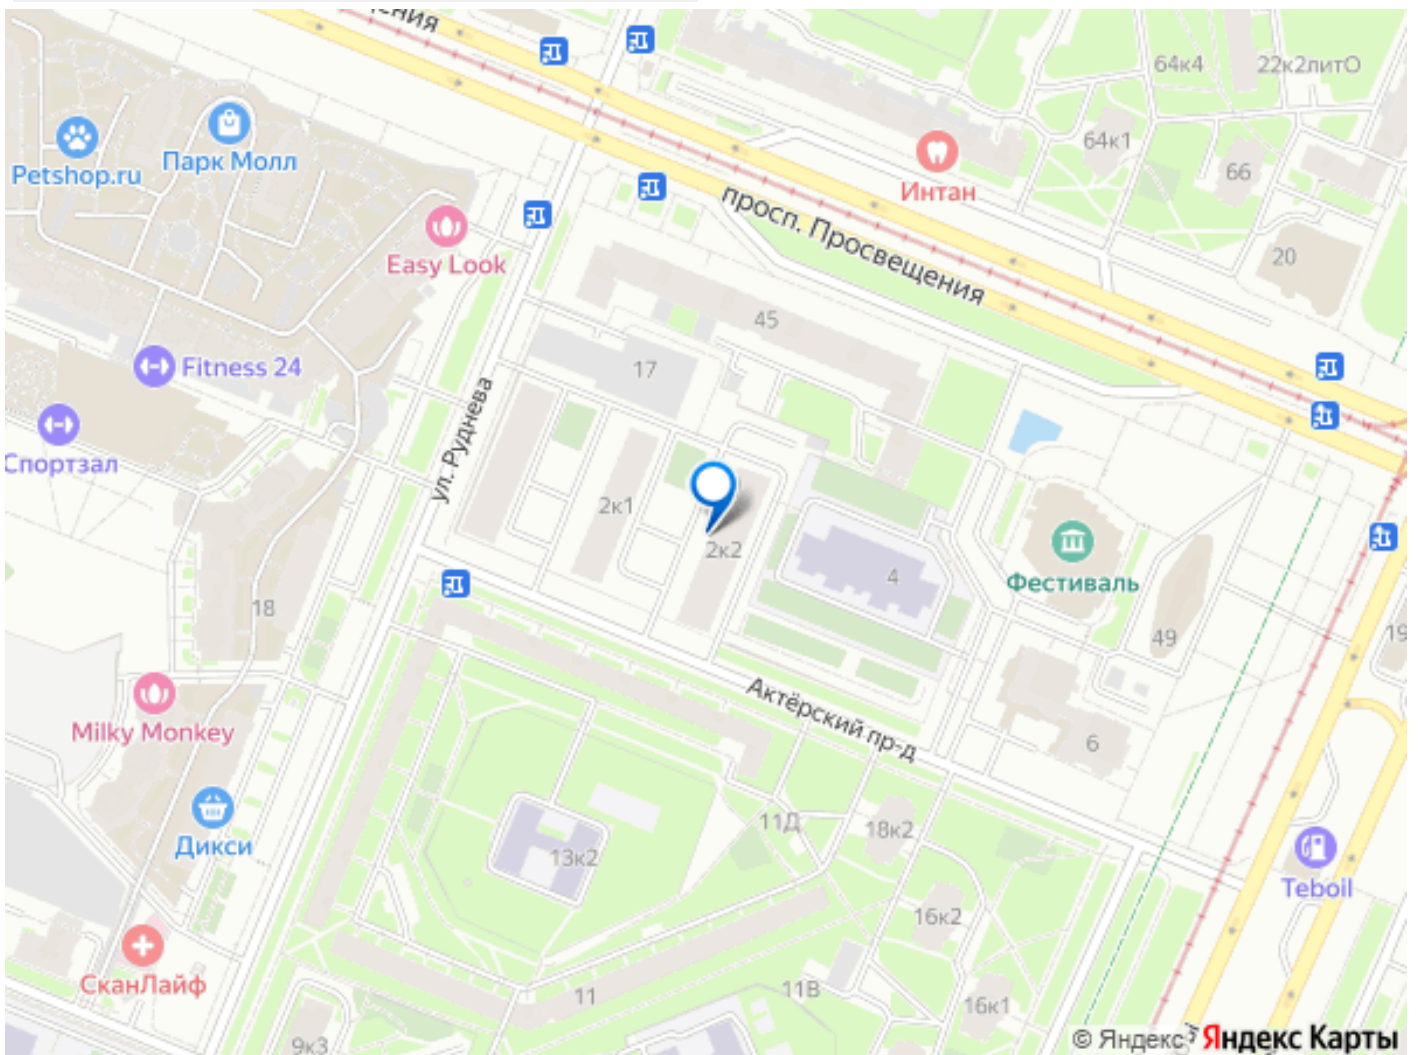 64к4
22к2литО
64к1
66
Petshop.ru
Парк Молл
Интан
просп. Просвещения
20
Easy Look
45
17
Fitness 24
ул. Руднева
Спортзал
2к1
2к2
4
Фестиваль
49
19
18
Актёрский пр-д
6
Milky Monkey
Дикси
13к2
11Д
18к2
Teboil
16к2
СканЛайф
11
11В
16к1
9к3
© Яндекс
Яндекс Карты